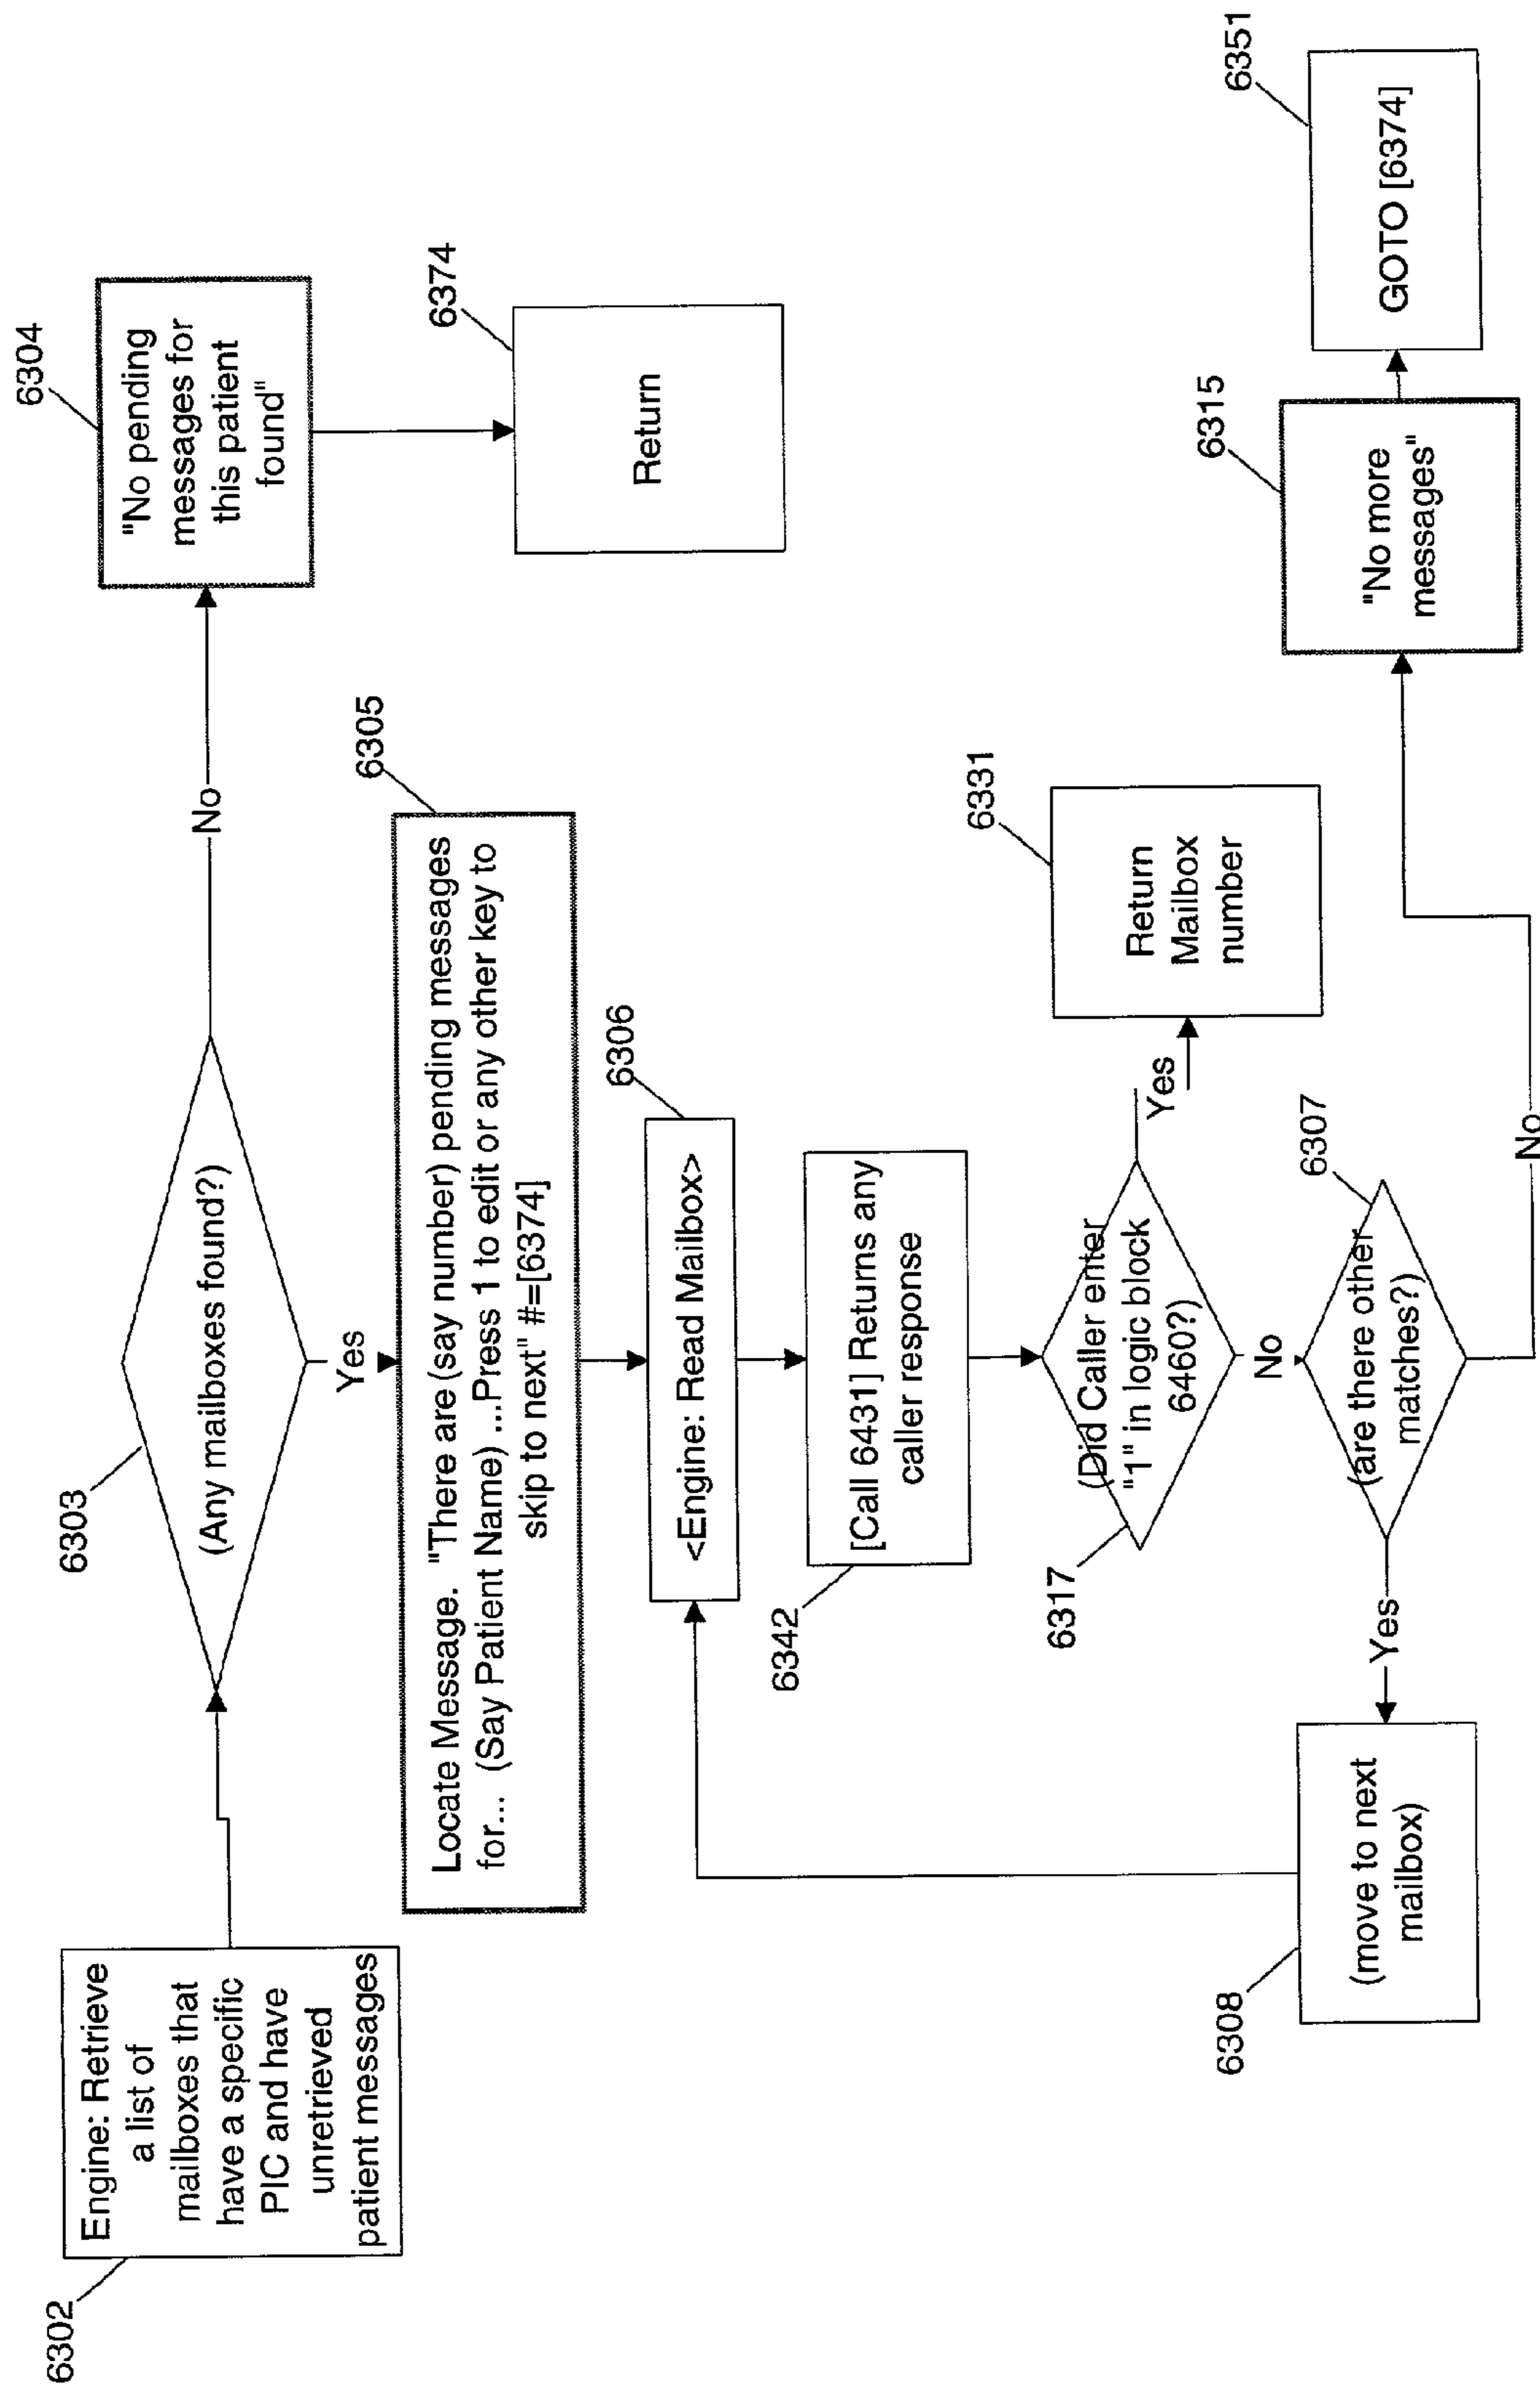 6302
Engine: Retrieve
a list of
mailboxes that
have a specific
PIC and have
unretrieved
patient messages
6303
(Any mailboxes found?)
No
6304
"No pending
messages for
this patient
found"
6374
Return
Yes
6305
Locate Message. "There are (say number) pending messages
for... (Say Patient Name) ...Press 1 to edit or any other key to
skip to next" #=[6374]
6306
<Engine: Read Mailbox>
6342
[Call 6431] Returns any
caller response
6317
(Did Caller enter
"1" in logic block
6460?)
Yes
6331
Return
Mailbox
number
No
6307
(are there other
matches?)
Yes
6308
(move to next
mailbox)
No
6315
"No more
messages"
6351
GOTO [6374]